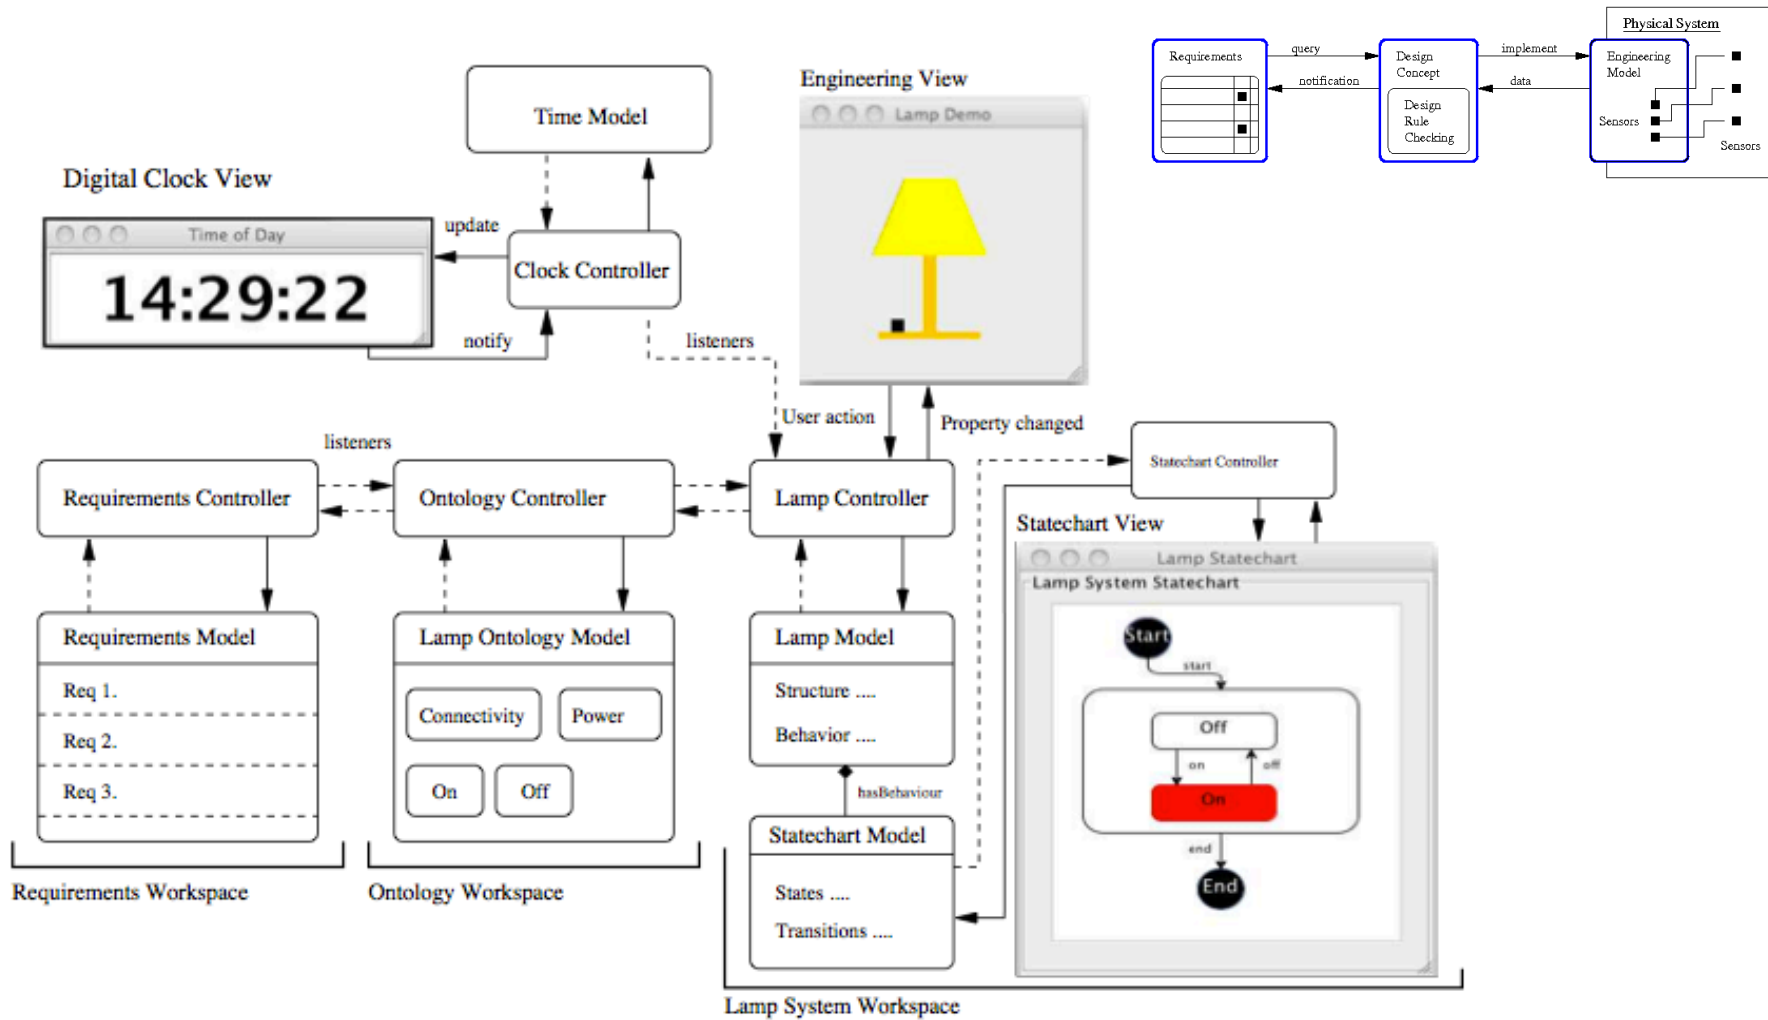 Physical System
Requirements
query
notification
Design
Concept
Design
Rule
Checking
implement
data
Engineering
Model
Sensors
Sensors
Time Model
Engineering View
Lamp Demo
Digital Clock View
Time of Day
14:29:22
update
Clock Controller
notify
listeners
User action
Property changed
listeners
Requirements Controller
Ontology Controller
Lamp Controller
Statechart Controller
Statechart View
Lamp Statechart
Lamp System Statechart
Start
start
Off
on
off
On
end
End
Requirements Model
Req 1.
Req 2.
Req 3.
Requirements Workspace
Lamp Ontology Model
Connectivity
Power
On
Off
Ontology Workspace
Lamp Model
Structure ....
Behavior ....
hasBehaviour
Statechart Model
States ....
Transitions ....
Lamp System Workspace